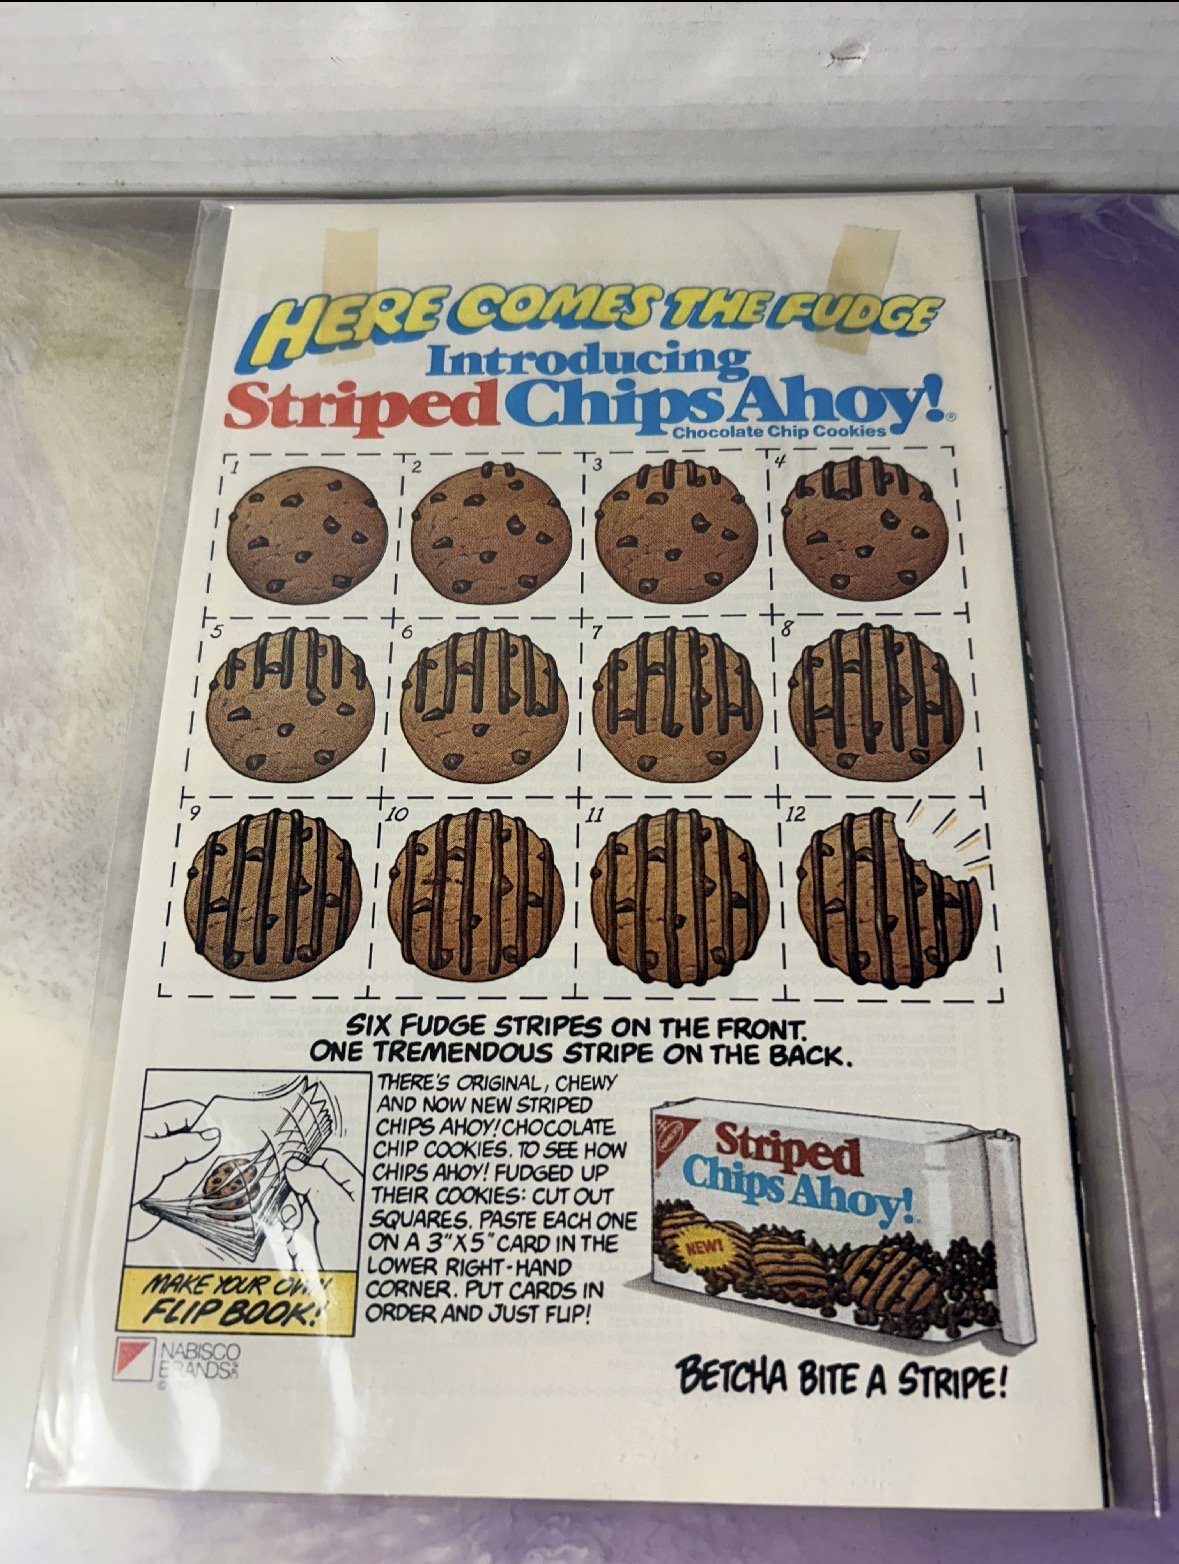 HERE COMES THE FUDGE
Introducing
Striped Chips Ahoy!®
Chocolate Chip Cookies
1 2 3 4
5 6 7 8
9 10 11 12
SIX FUDGE STRIPES ON THE FRONT.
ONE TREMENDOUS STRIPE ON THE BACK.
THERE'S ORIGINAL, CHEWY
AND NOW NEW STRIPED
CHIPS AHOY! CHOCOLATE
CHIP COOKIES. TO SEE HOW
CHIPS AHOY! FUDGED UP
THEIR COOKIES: CUT OUT
SQUARES. PASTE EACH ONE
ON A 3"X5" CARD IN THE
LOWER RIGHT-HAND
CORNER. PUT CARDS IN
ORDER AND JUST FLIP!
MAKE YOUR OWN
FLIP BOOK!
NABISCO
BRANDS
Striped
Chips Ahoy!
NEW!
BETCHA BITE A STRIPE!